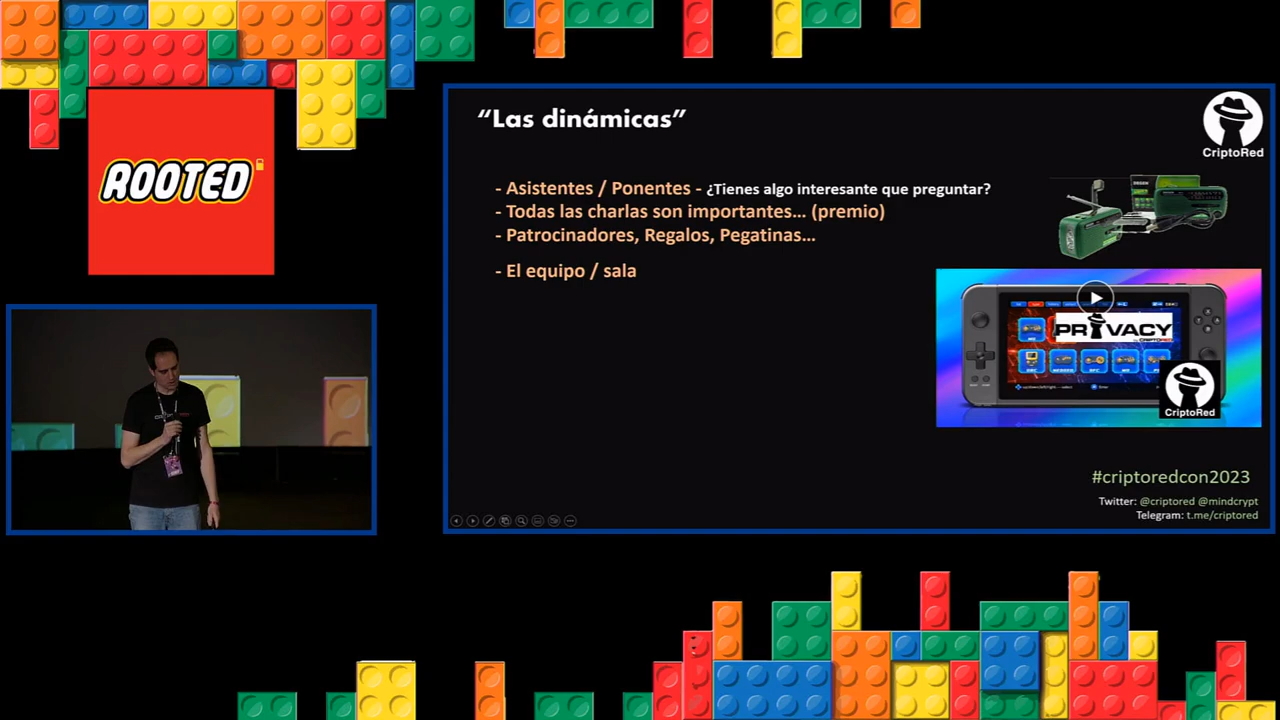 ROOTED
“Las dinámicas”
CriptoRed
- Asistentes / Ponentes - ¿Tienes algo interesante que preguntar?
- Todas las charlas son importantes... (premio)
- Patrocinadores, Regalos, Pegatinas...
- El equipo / sala
PRIVACY
CriptoRed
#criptoredcon2023
Twitter: @criptored @mindcrypt
Telegram: t.me/criptored